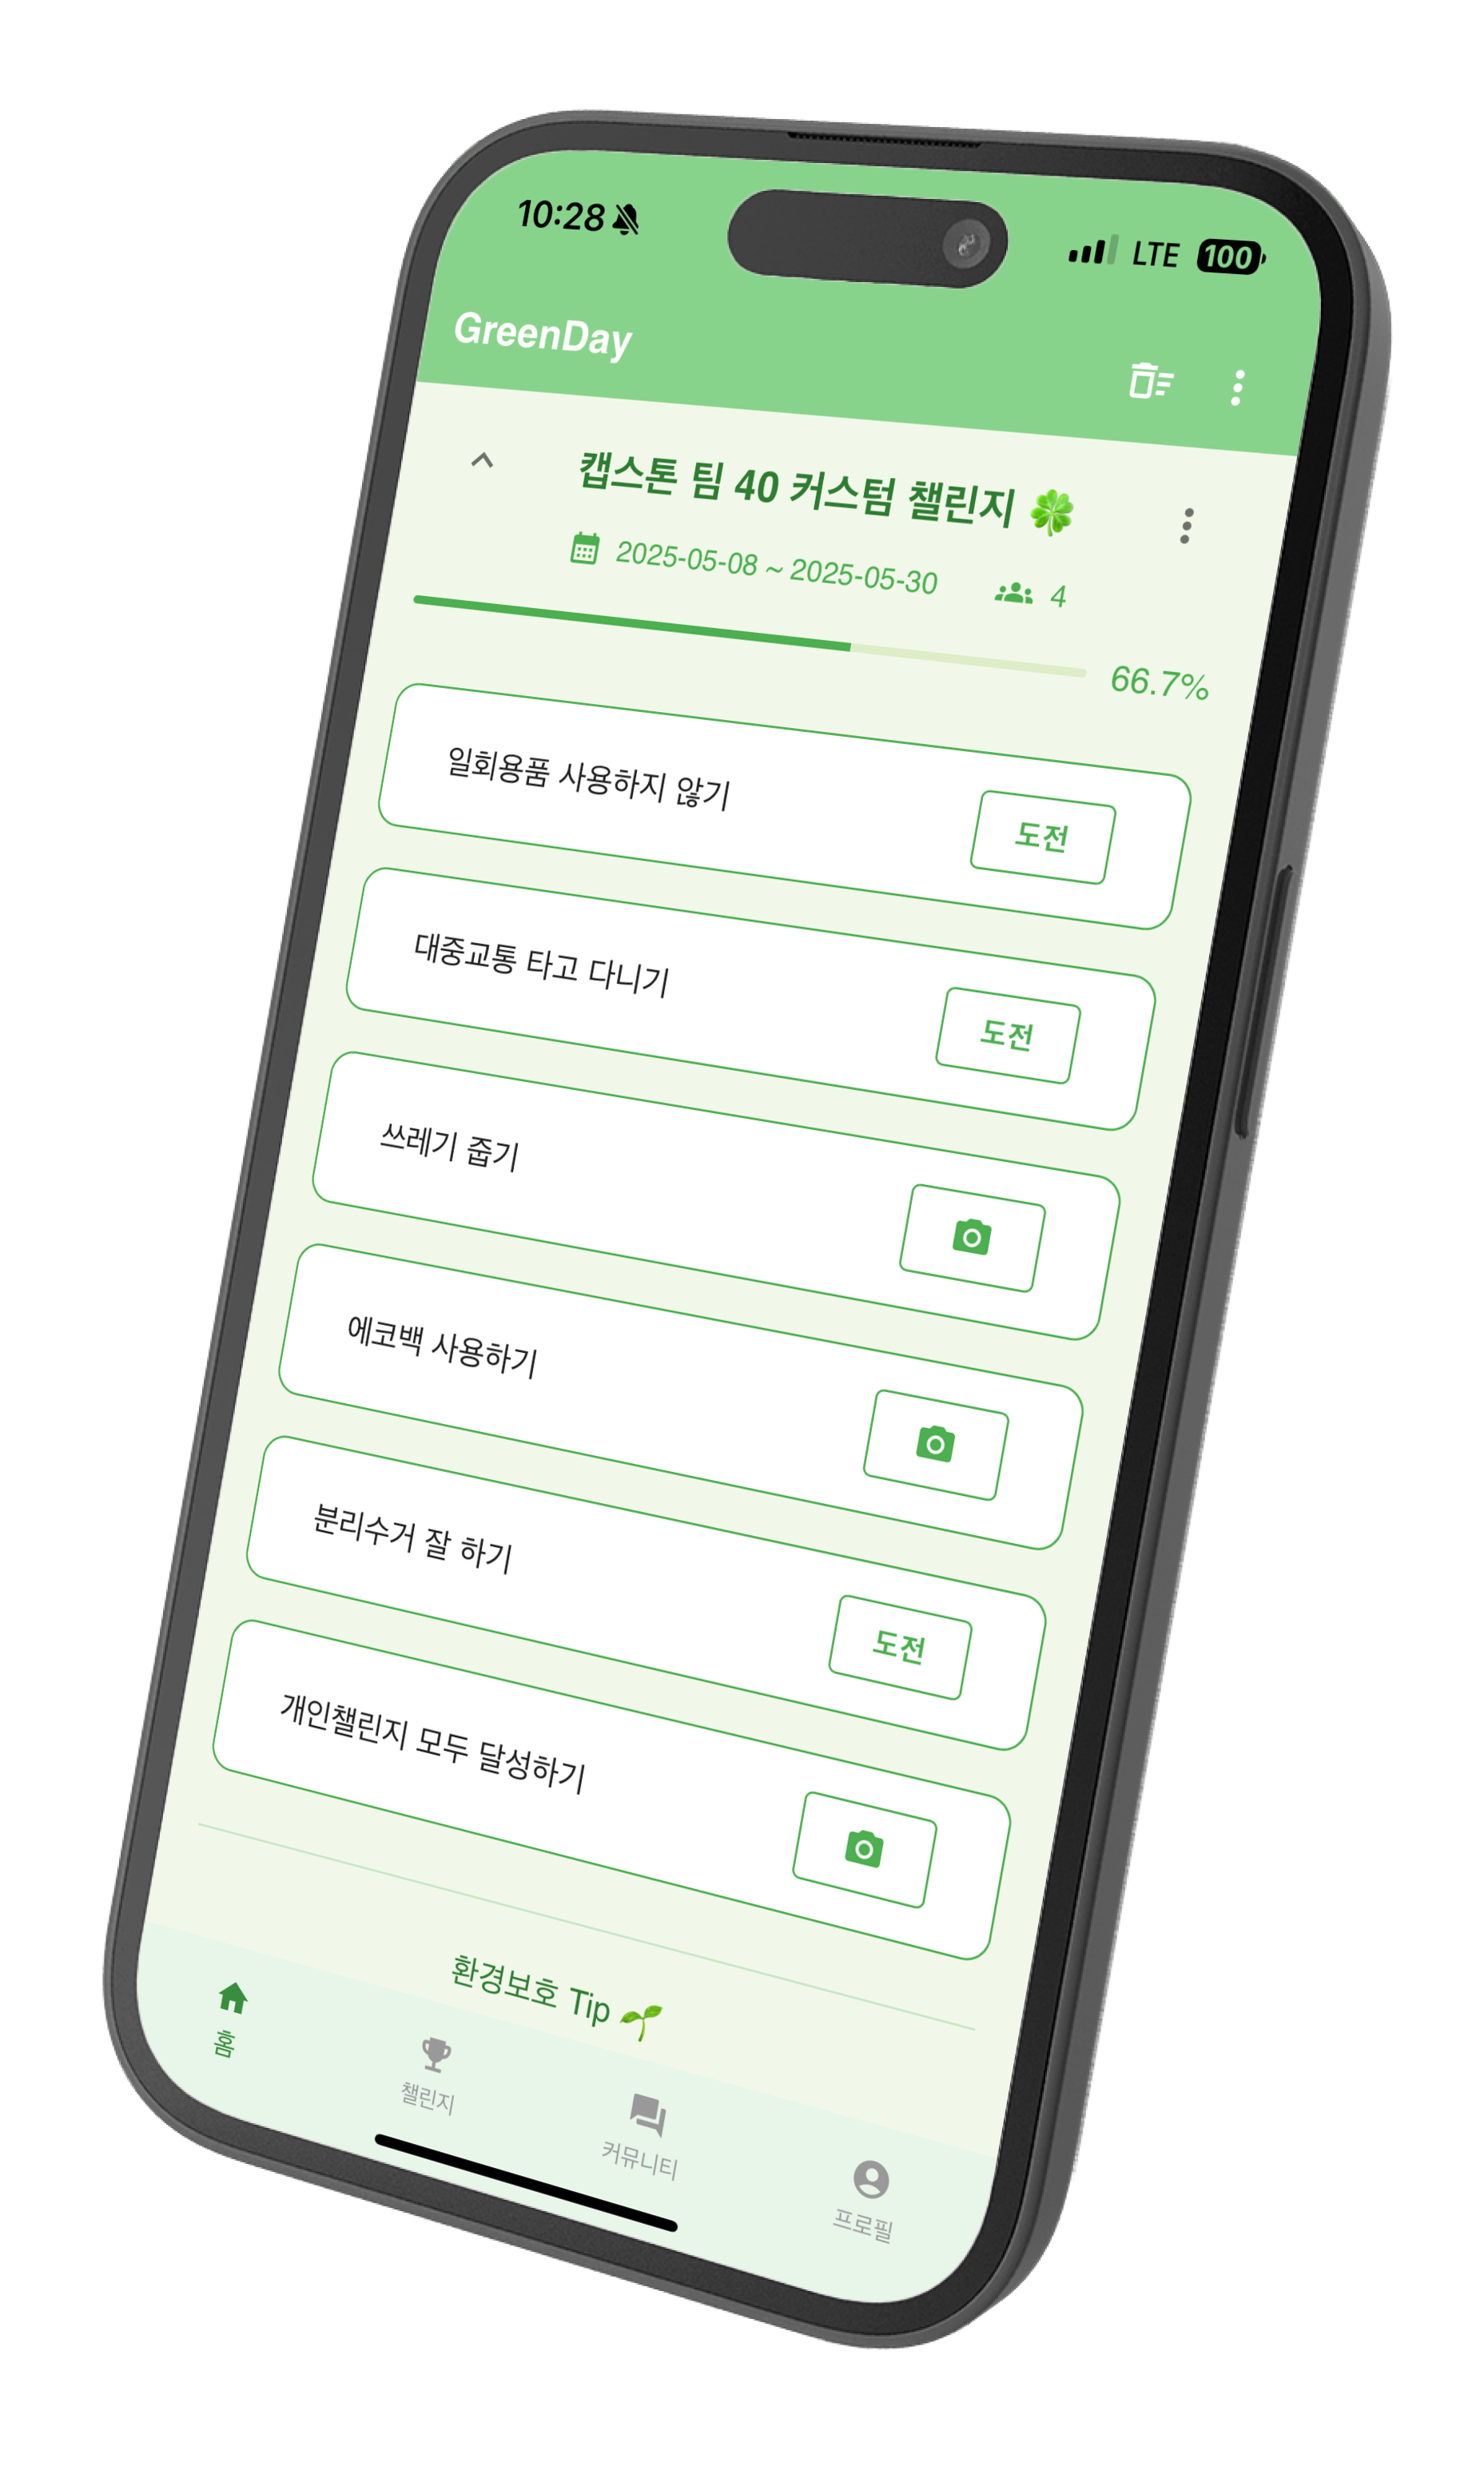 10:28
LTE 100
GreenDay
캡스톤 팀 40 커스텀 챌린지 🍀
2025-05-08 ~ 2025-05-30 4
66.7%
일회용품 사용하지 않기
도전
대중교통 타고 다니기
도전
쓰레기 줍기
에코백 사용하기
분리수거 잘 하기
도전
개인챌린지 모두 달성하기
환경보호 Tip 🌱
홈
챌린지
커뮤니티
프로필